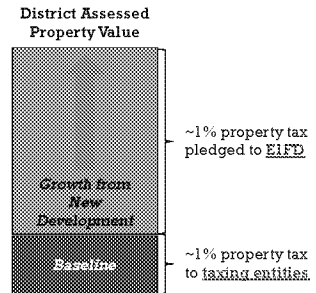 District Assessed
Property Value
~1% property tax
pledged to EIFD
Growth from
New
Development
Baseline
~1% property tax
to taxing entities